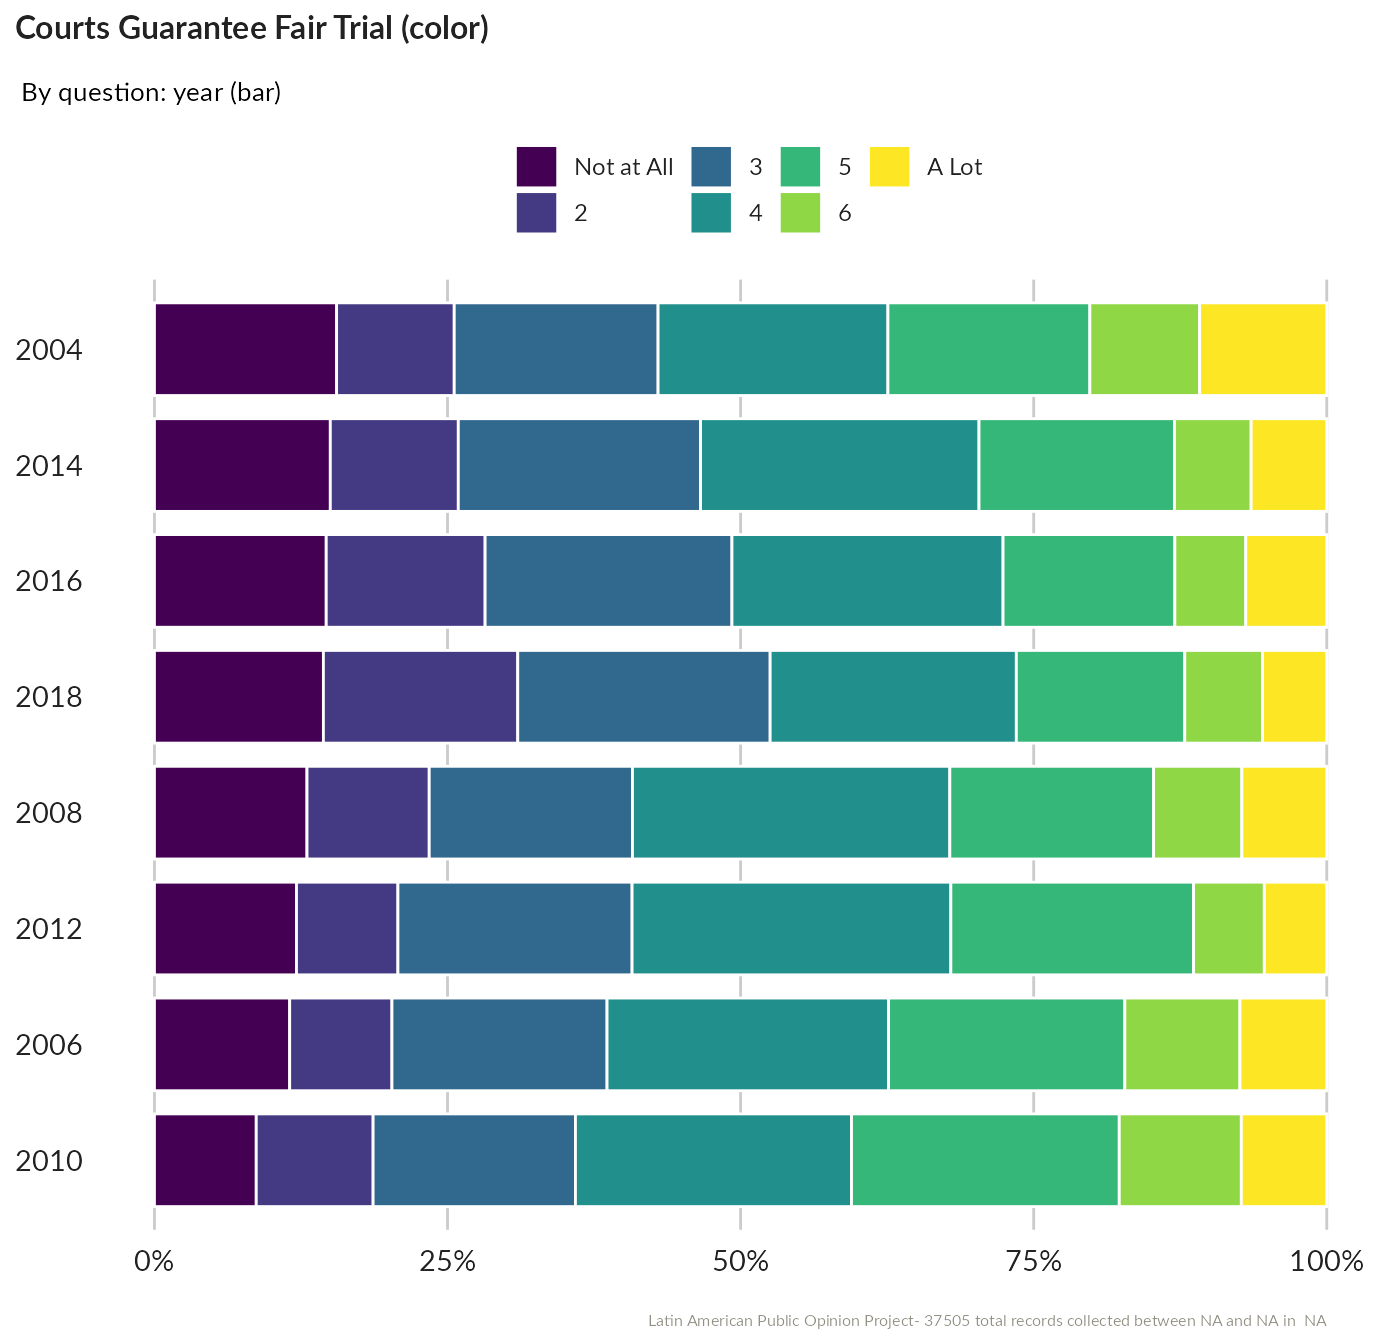 Courts Guarantee Fair Trial (color)
By question: year (bar)
Not at All 3 5 A Lot
2 4 6
2004
2014
2016
2018
2008
2012
2006
2010
0% 25% 50% 75% 100%
Latin American Public Opinion Project- 37505 total records collected between NA and NA in  NA